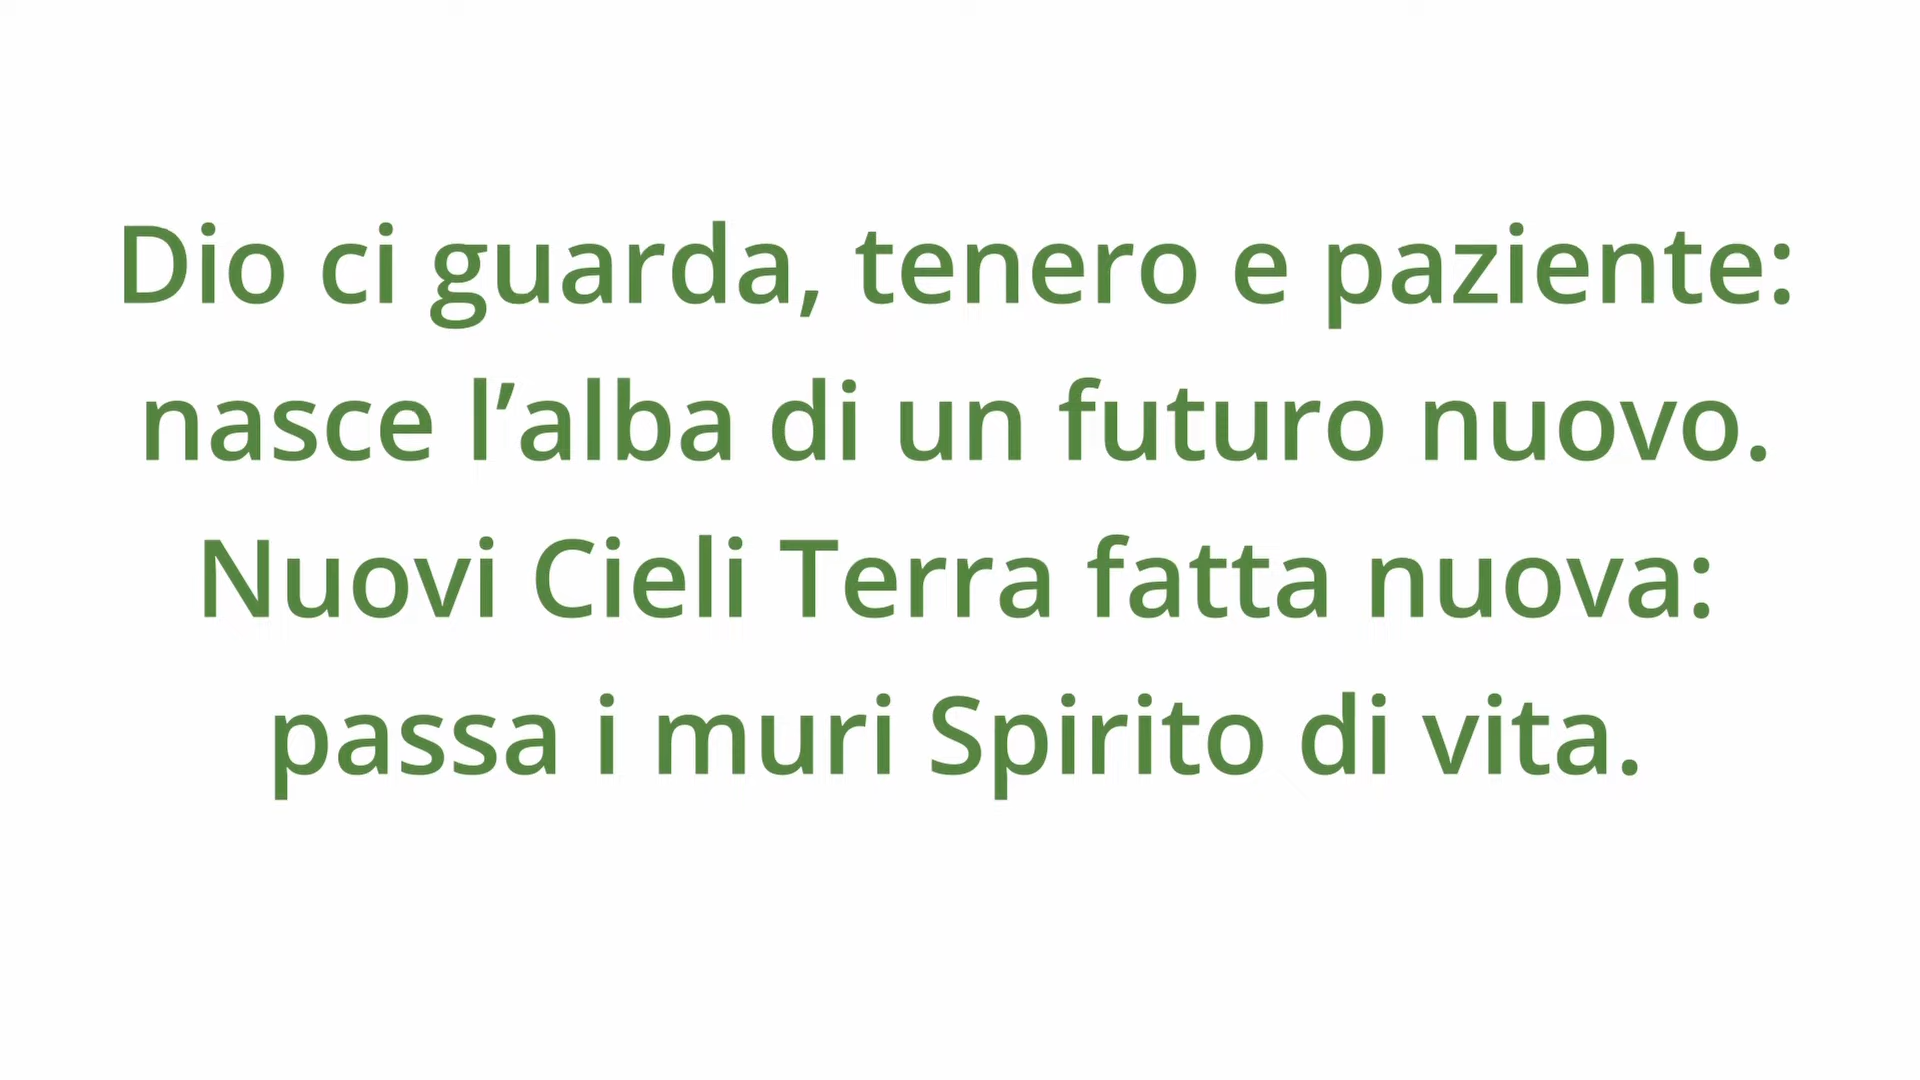 Dio ci guarda, tenero e paziente:
nasce l’alba di un futuro nuovo.
Nuovi Cieli Terra fatta nuova:
passa i muri Spirito di vita.